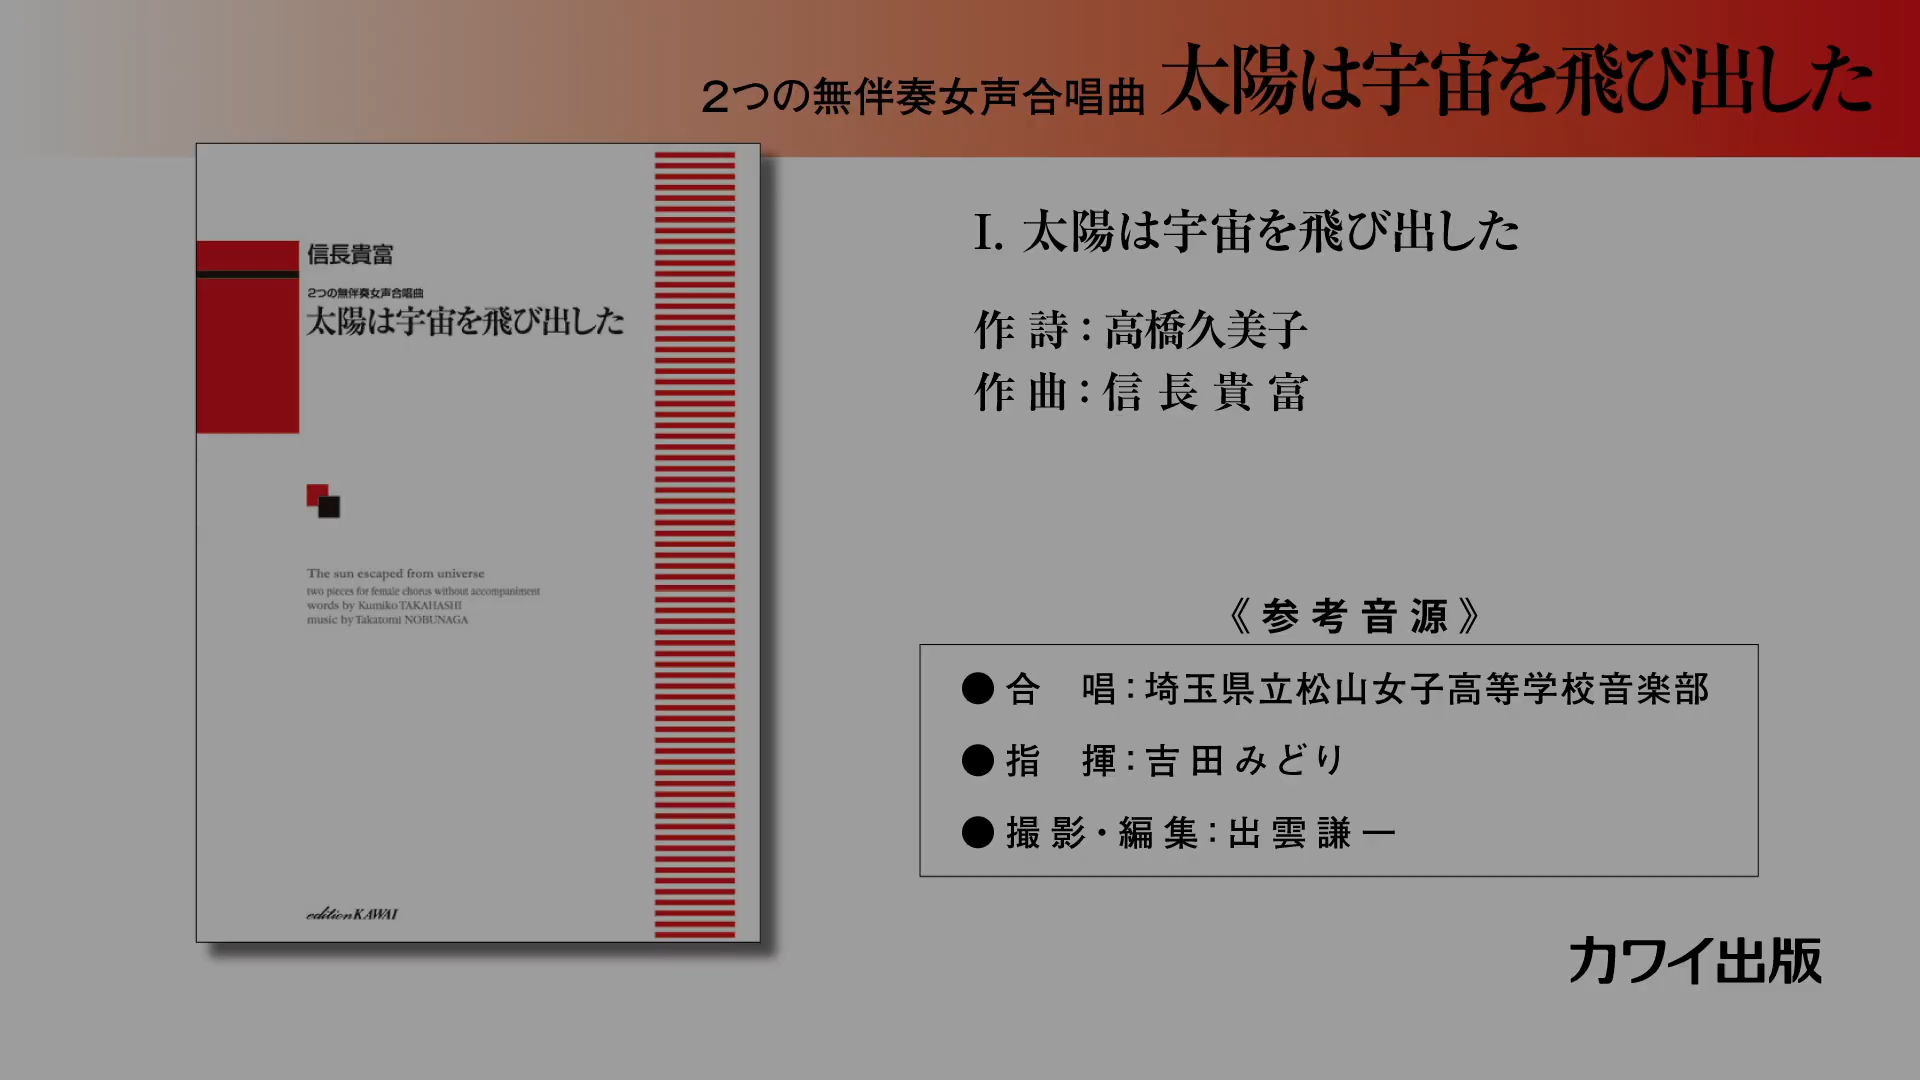 2つの無伴奏女声合唱曲 太陽は宇宙を飛び出した
信長貴富
2つの無伴奏女声合唱曲
太陽は宇宙を飛び出した
The sun escaped from universe
two pieces for female chorus without accompaniment
words by Kumiko TAKAHASHI
music by Takatomi NOBUNAGA
edition KAWAI
I. 太陽は宇宙を飛び出した
作 詩：高橋久美子
作 曲：信 長 貴 富
《 参 考 音 源 》
● 合　唱：埼玉県立松山女子高等学校音楽部
● 指　揮：吉 田 みどり
● 撮 影・編 集：出 雲 謙 一
カワイ出版